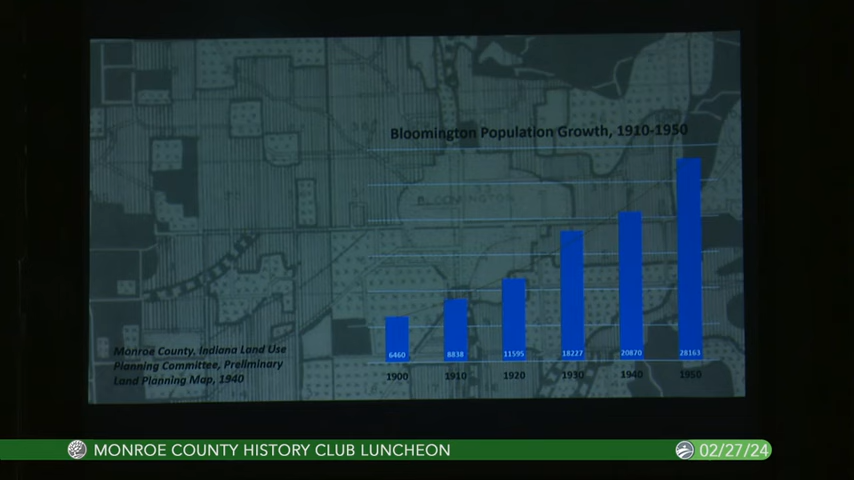 Bloomington Population Growth, 1910-1950
BLOOMINGTON
6460
8838
11595
18227
20870
28163
1900
1910
1920
1930
1940
1950
Monroe County, Indiana Land Use
Planning Committee, Preliminary
Land Planning Map, 1940
MONROE COUNTY HISTORY CLUB LUNCHEON
02/27/24